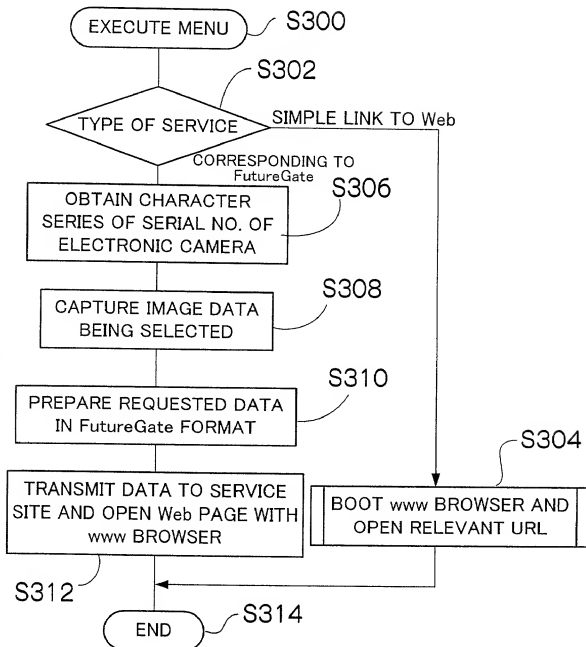 EXECUTE MENU
S300
S302
TYPE OF SERVICE
SIMPLE LINK TO Web
CORRESPONDING TO
FutureGate
S306
OBTAIN CHARACTER
SERIES OF SERIAL NO. OF
ELECTRONIC CAMERA
S308
CAPTURE IMAGE DATA
BEING SELECTED
S310
PREPARE REQUESTED DATA
IN FutureGate FORMAT
S304
TRANSMIT DATA TO SERVICE
SITE AND OPEN Web PAGE WITH
www BROWSER
BOOT www BROWSER AND
OPEN RELEVANT URL
S312
S314
END